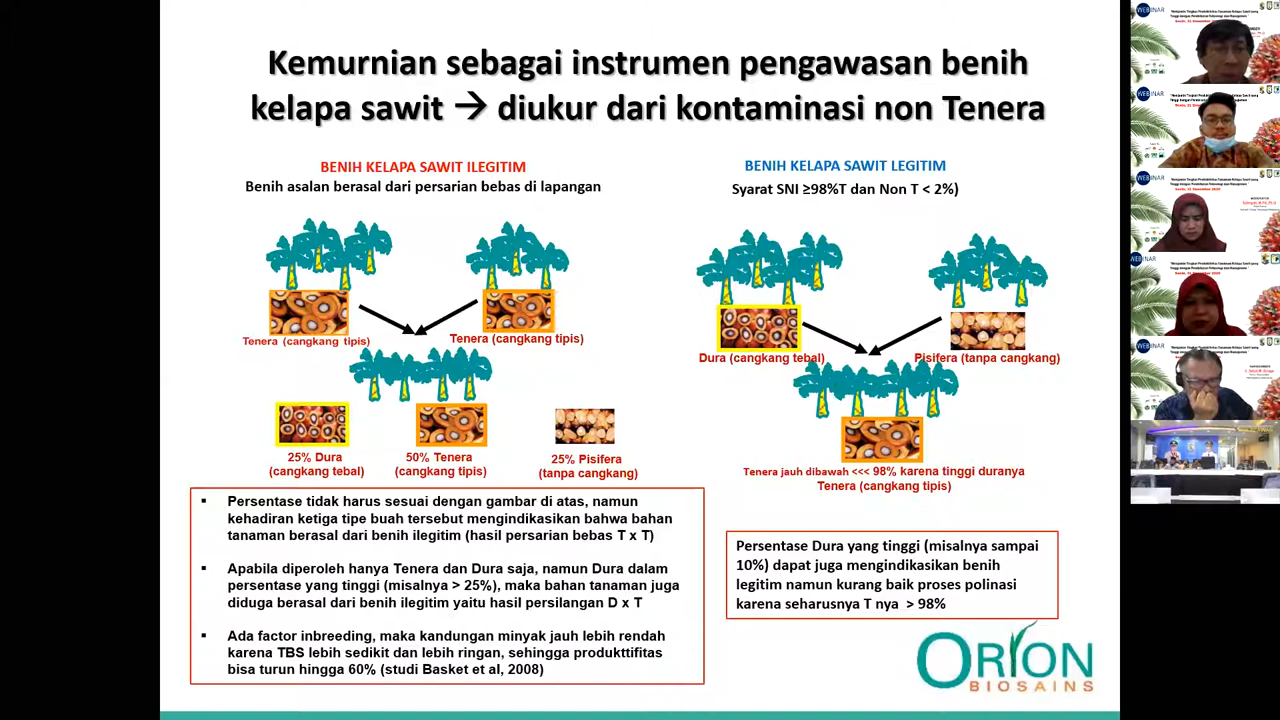 Kemurnian sebagai instrumen pengawasan benih
kelapa sawit → diukur dari kontaminasi non Tenera
BENIH KELAPA SAWIT ILEGITIM
Benih asalan berasal dari persarian bebas di lapangan
Tenera (cangkang tipis)
Tenera (cangkang tipis)
25% Dura
(cangkang tebal)
50% Tenera
(cangkang tipis)
25% Pisifera
(tanpa cangkang)
▪ Persentase tidak harus sesuai dengan gambar di atas, namun
kehadiran ketiga tipe buah tersebut mengindikasikan bahwa bahan
tanaman berasal dari benih ilegitim (hasil persarian bebas T x T)
▪ Apabila diperoleh hanya Tenera dan Dura saja, namun Dura dalam
persentase yang tinggi (misalnya > 25%), maka bahan tanaman juga
diduga berasal dari benih ilegitim yaitu hasil persilangan D x T
▪ Ada factor inbreeding, maka kandungan minyak jauh lebih rendah
karena TBS lebih sedikit dan lebih ringan, sehingga produkttifitas
bisa turun hingga 60% (studi Basket et al, 2008)
BENIH KELAPA SAWIT LEGITIM
Syarat SNI ≥98%T dan Non T < 2%)
Dura (cangkang tebal)
Pisifera (tanpa cangkang)
Tenera jauh dibawah <<< 98% karena tinggi duranya
Tenera (cangkang tipis)
Persentase Dura yang tinggi (misalnya sampai
10%) dapat juga mengindikasikan benih
legitim namun kurang baik proses polinasi
karena seharusnya T nya > 98%
ORION
BIOSAINS
WEBINAR
WEBINAR
WEBINAR
WEBINAR
WEBINAR